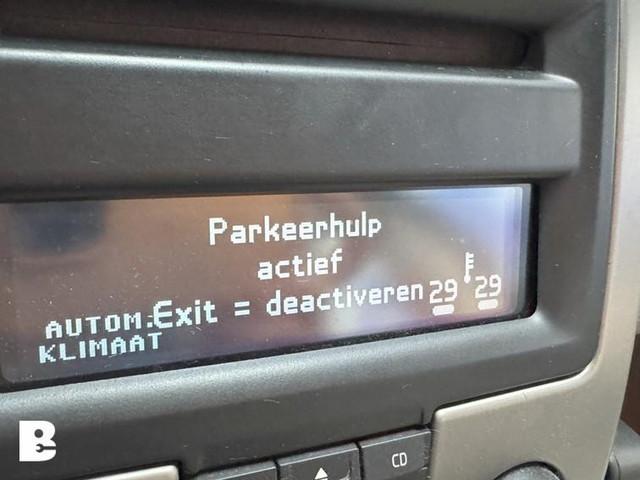 Parkeerhulp
actief
Exit = deactiveren
AUTOM.
KLIMAAT
29 29
CD
B